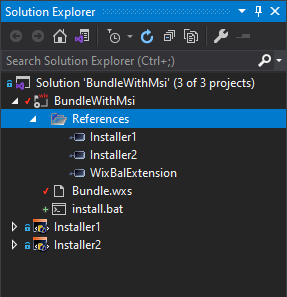 Solution Explorer
Search Solution Explorer (Ctrl+;)
Solution 'BundleWithMsi' (3 of 3 projects)
BundleWithMsi
References
Installer1
Installer2
WixBalExtension
Bundle.wxs
install.bat
Installer1
Installer2